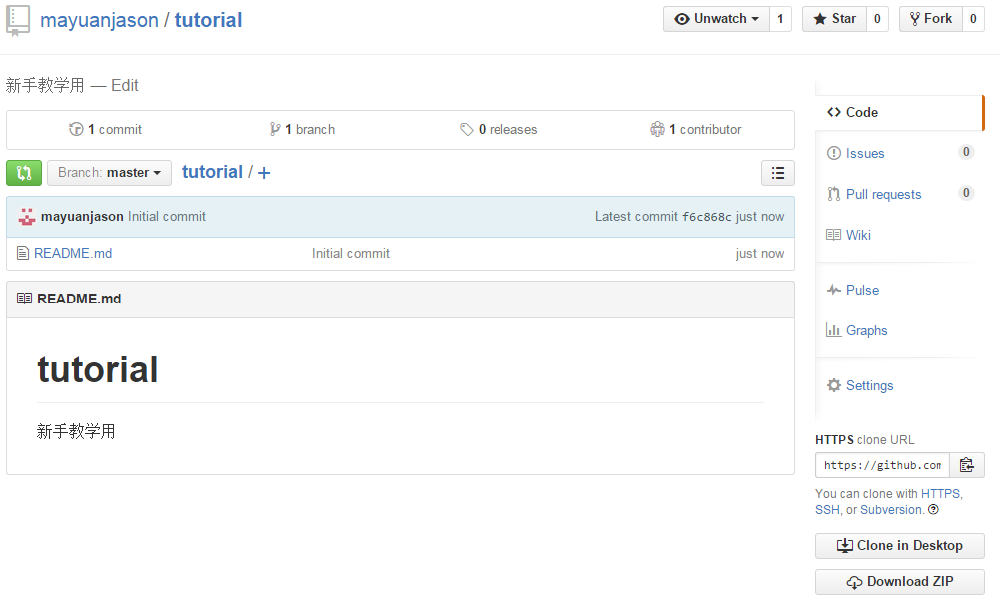 mayuanjason / tutorial
Unwatch 1 Star 0 Fork 0
新手教学用 — Edit
1 commit 1 branch 0 releases 1 contributor
Branch: master tutorial / +
mayuanjason Initial commit Latest commit f6c868c just now
README.md Initial commit just now
README.md
tutorial
新手教学用
Code
Issues 0
Pull requests 0
Wiki
Pulse
Graphs
Settings
HTTPS clone URL
https://github.com
You can clone with HTTPS,
SSH, or Subversion.
Clone in Desktop
Download ZIP